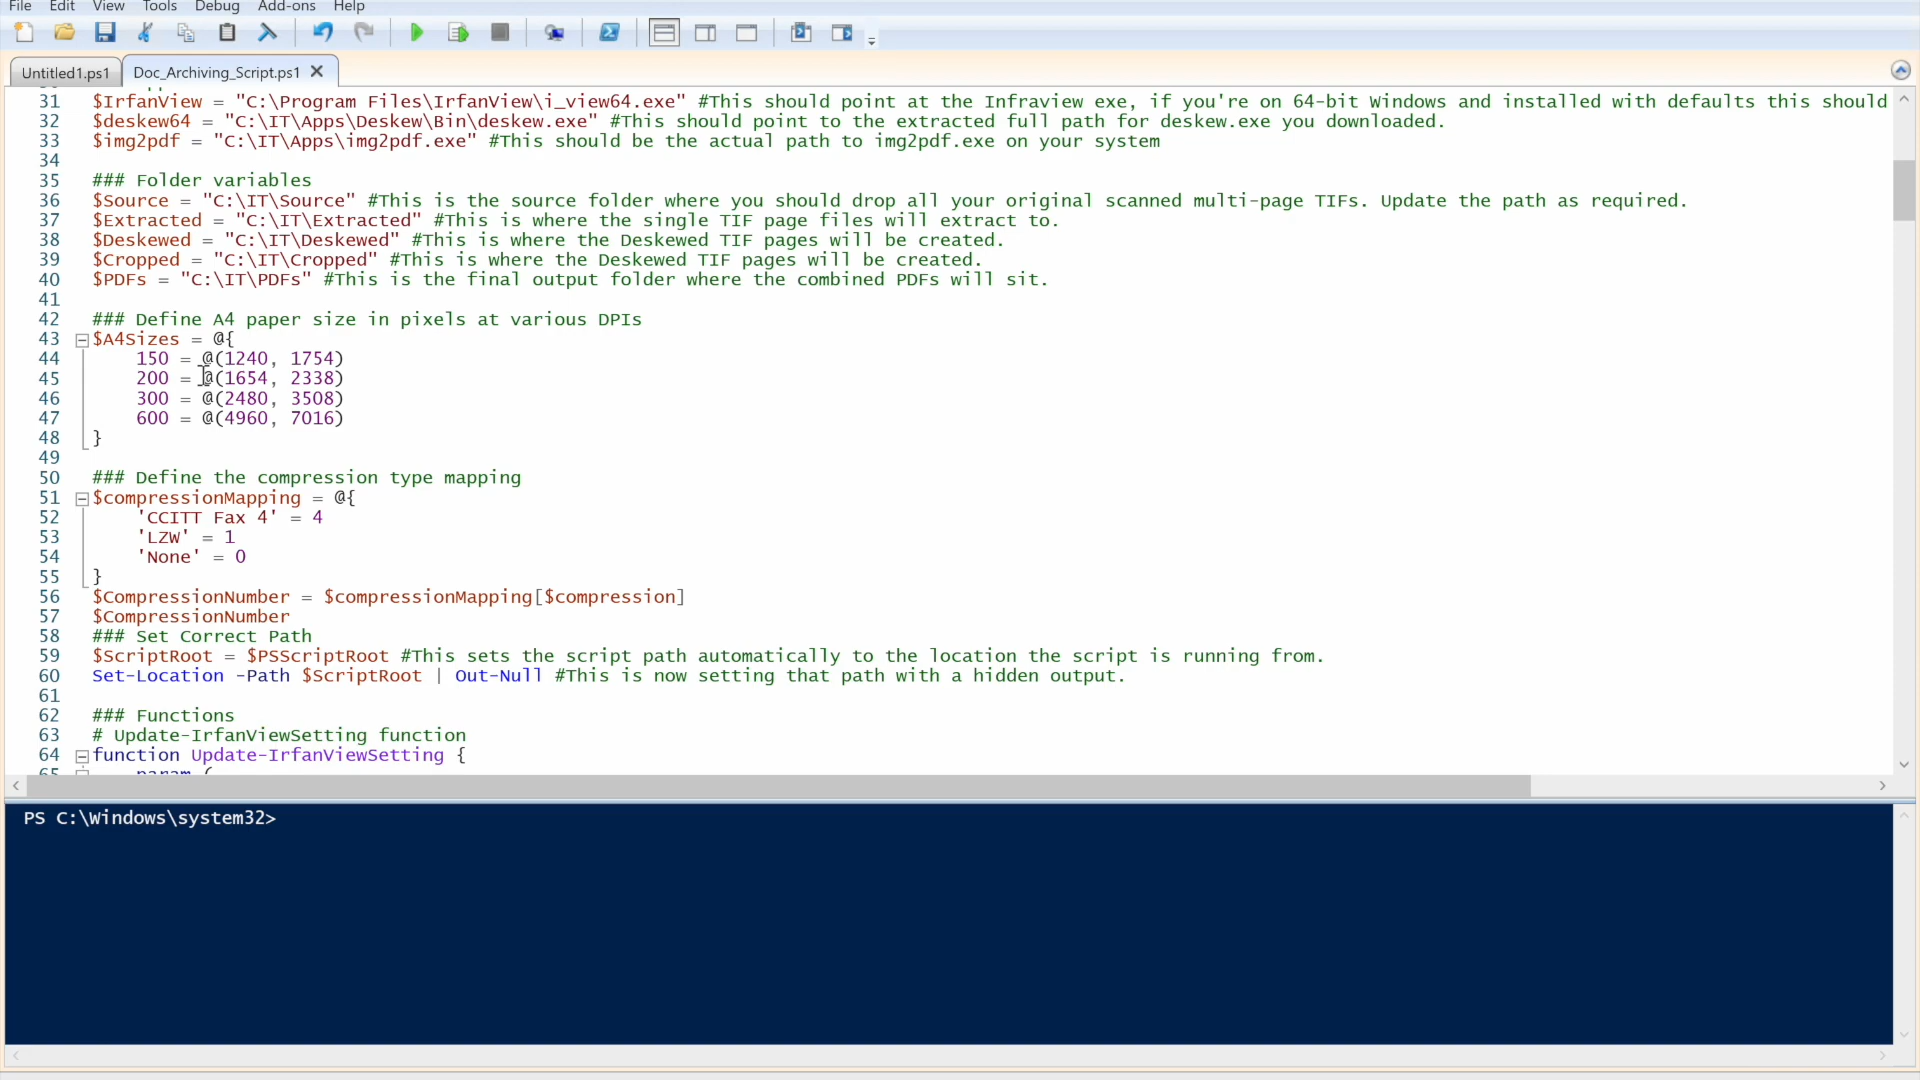 File Edit View Tools Debug Add-ons Help
Untitled1.ps1 Doc_Archiving_Script.ps1
31 $IrfanView = "C:\Program Files\IrfanView\i_view64.exe" #This should point at the Infraview exe, if you're on 64-bit Windows and installed with defaults this should
32 $deskew64 = "C:\IT\Apps\Deskew\Bin\deskew.exe" #This should point to the extracted full path for deskew.exe you downloaded.
33 $img2pdf = "C:\IT\Apps\img2pdf.exe" #This should be the actual path to img2pdf.exe on your system
34
35 ### Folder variables
36 $Source = "C:\IT\Source" #This is the source folder where you should drop all your original scanned multi-page TIFs. Update the path as required.
37 $Extracted = "C:\IT\Extracted" #This is where the single TIF page files will extract to.
38 $Deskewed = "C:\IT\Deskewed" #This is where the Deskewed TIF pages will be created.
39 $Cropped = "C:\IT\Cropped" #This is where the Deskewed TIF pages will be created.
40 $PDFs = "C:\IT\PDFs" #This is the final output folder where the combined PDFs will sit.
41
42 ### Define A4 paper size in pixels at various DPIs
43 $A4Sizes = @{
44 150 = @(1240, 1754)
45 200 = @(1654, 2338)
46 300 = @(2480, 3508)
47 600 = @(4960, 7016)
48 }
49
50 ### Define the compression type mapping
51 $compressionMapping = @{
52 'CCITT Fax 4' = 4
53 'LZW' = 1
54 'None' = 0
55 }
56 $CompressionNumber = $compressionMapping[$compression]
57 $CompressionNumber
58 ### Set Correct Path
59 $ScriptRoot = $PSScriptRoot #This sets the script path automatically to the location the script is running from.
60 Set-Location -Path $ScriptRoot | Out-Null #This is now setting that path with a hidden output.
61
62 ### Functions
63 # Update-IrfanViewSetting function
64 function Update-IrfanViewSetting {
65 param (
PS C:\Windows\system32>